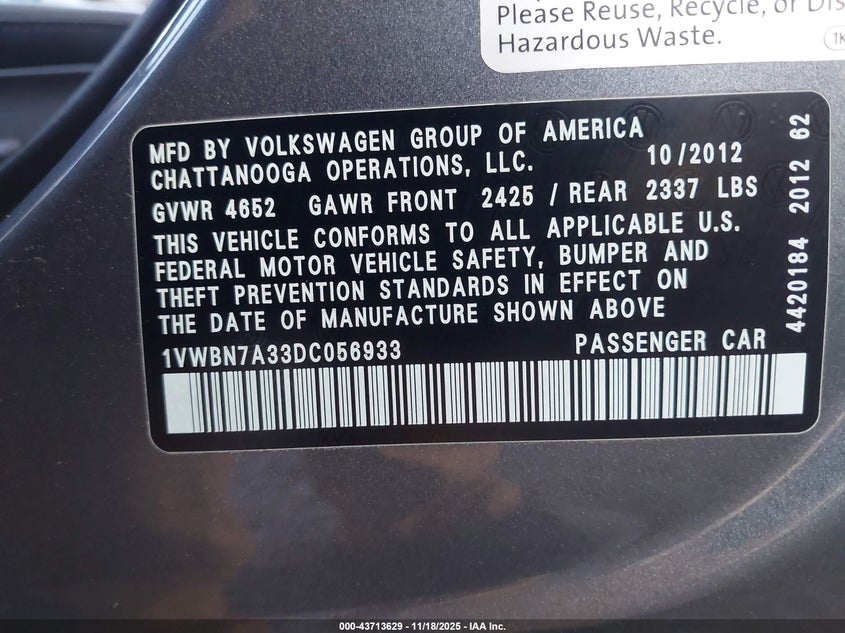 Please Reuse, Recycle, or Dis
Hazardous Waste.
1K
MFD BY VOLKSWAGEN GROUP OF AMERICA
CHATTANOOGA OPERATIONS, LLC. 10/2012
GVWR 4652 GAWR FRONT 2425 / REAR 2337 LBS
THIS VEHICLE CONFORMS TO ALL APPLICABLE U.S.
FEDERAL MOTOR VEHICLE SAFETY, BUMPER AND
THEFT PREVENTION STANDARDS IN EFFECT ON
THE DATE OF MANUFACTURE SHOWN ABOVE
1VWBN7A33DC056933 PASSENGER CAR
4420184 2012 62
000-43713629 - 11/18/2025 - IAA Inc.